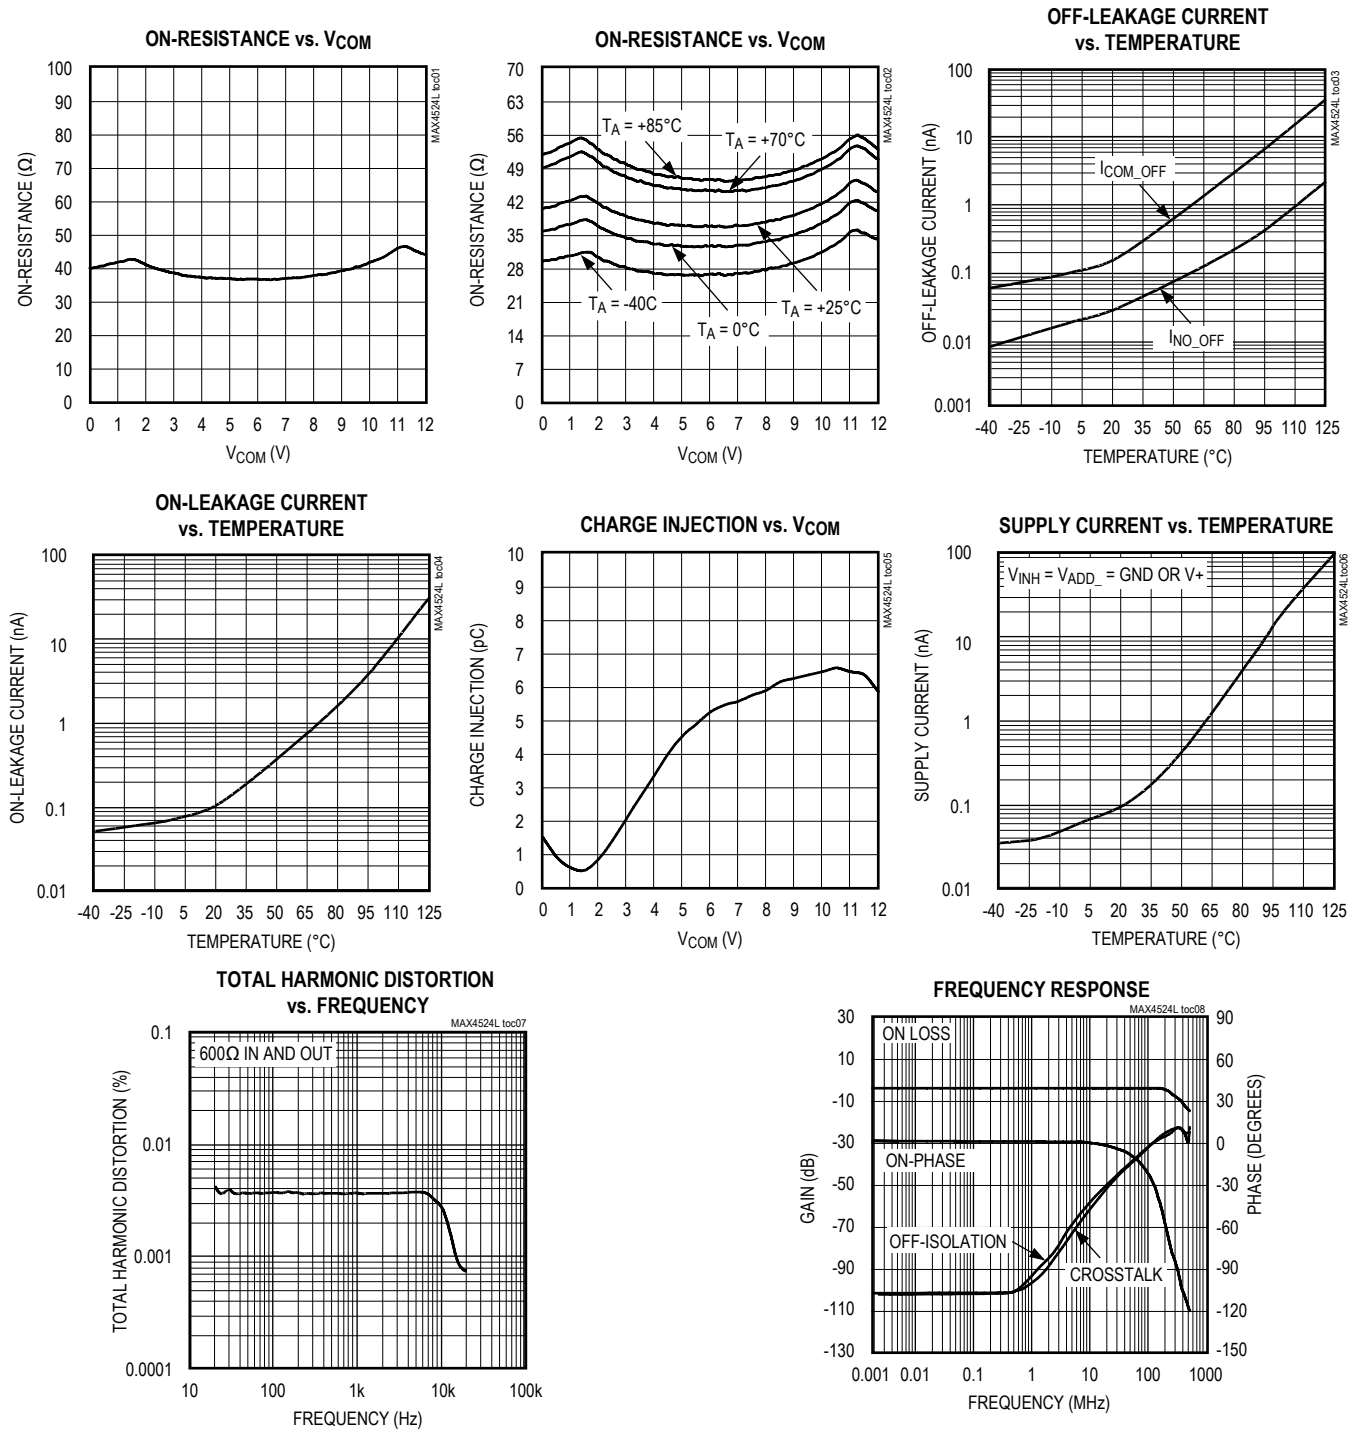 ON-RESISTANCE vs. VCOM
MAX4524L toc01
ON-RESISTANCE (Ω)
100
90
80
70
60
50
40
30
20
10
0
0 1 2 3 4 5 6 7 8 9 10 11 12
VCOM (V)
ON-RESISTANCE vs. VCOM
MAX4524L toc02
ON-RESISTANCE (Ω)
70
63
56
49
42
35
28
21
14
7
0
TA = +85°C
TA = +70°C
TA = -40C
TA = +25°C
TA = 0°C
0 1 2 3 4 5 6 7 8 9 10 11 12
VCOM (V)
OFF-LEAKAGE CURRENT
vs. TEMPERATURE
MAX4524L toc03
OFF-LEAKAGE CURRENT (nA)
100
10
1
0.1
0.01
0.001
ICOM_OFF
INO_OFF
-40 -25 -10 5 20 35 50 65 80 95 110 125
TEMPERATURE (°C)
ON-LEAKAGE CURRENT
vs. TEMPERATURE
MAX4524L toc04
ON-LEAKAGE CURRENT (nA)
100
10
1
0.1
0.01
-40 -25 -10 5 20 35 50 65 80 95 110 125
TEMPERATURE (°C)
CHARGE INJECTION vs. VCOM
MAX4524L toc05
CHARGE INJECTION (pC)
10
9
8
7
6
5
4
3
2
1
0
0 1 2 3 4 5 6 7 8 9 10 11 12
VCOM (V)
SUPPLY CURRENT vs. TEMPERATURE
MAX4524Ltoc06
SUPPLY CURRENT (nA)
VINH = VADD_ = GND OR V+
100
10
1
0.1
0.01
-40 -25 -10 5 20 35 50 65 80 95 110 125
TEMPERATURE (°C)
TOTAL HARMONIC DISTORTION
vs. FREQUENCY
MAX4524L toc07
TOTAL HARMONIC DISTORTION (%)
600Ω IN AND OUT
0.1
0.01
0.001
0.0001
10 100 1k 10k 100k
FREQUENCY (Hz)
FREQUENCY RESPONSE
MAX4524L toc08
GAIN (dB)
30
10
-10
-30
-50
-70
-90
-110
-130
ON LOSS
ON-PHASE
OFF-ISOLATION
CROSSTALK
90
60
30
0
-30
-60
-90
-120
-150
PHASE (DEGREES)
0.001 0.01 0.1 1 10 100 1000
FREQUENCY (MHz)